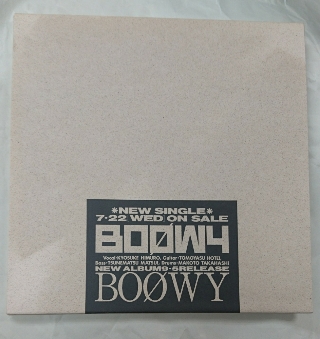 *NEW SINGLE*
7・22 WED ON SALE
BOØWY
Vocal・KYOSUKE HIMURO, Guitar・TOMOYASU HOTEI,
Bass・TSUNEMATSU MATSUI, Drums・MAKOTO TAKAHASHI
NEW ALBUM9・5RELEASE
BOØWY